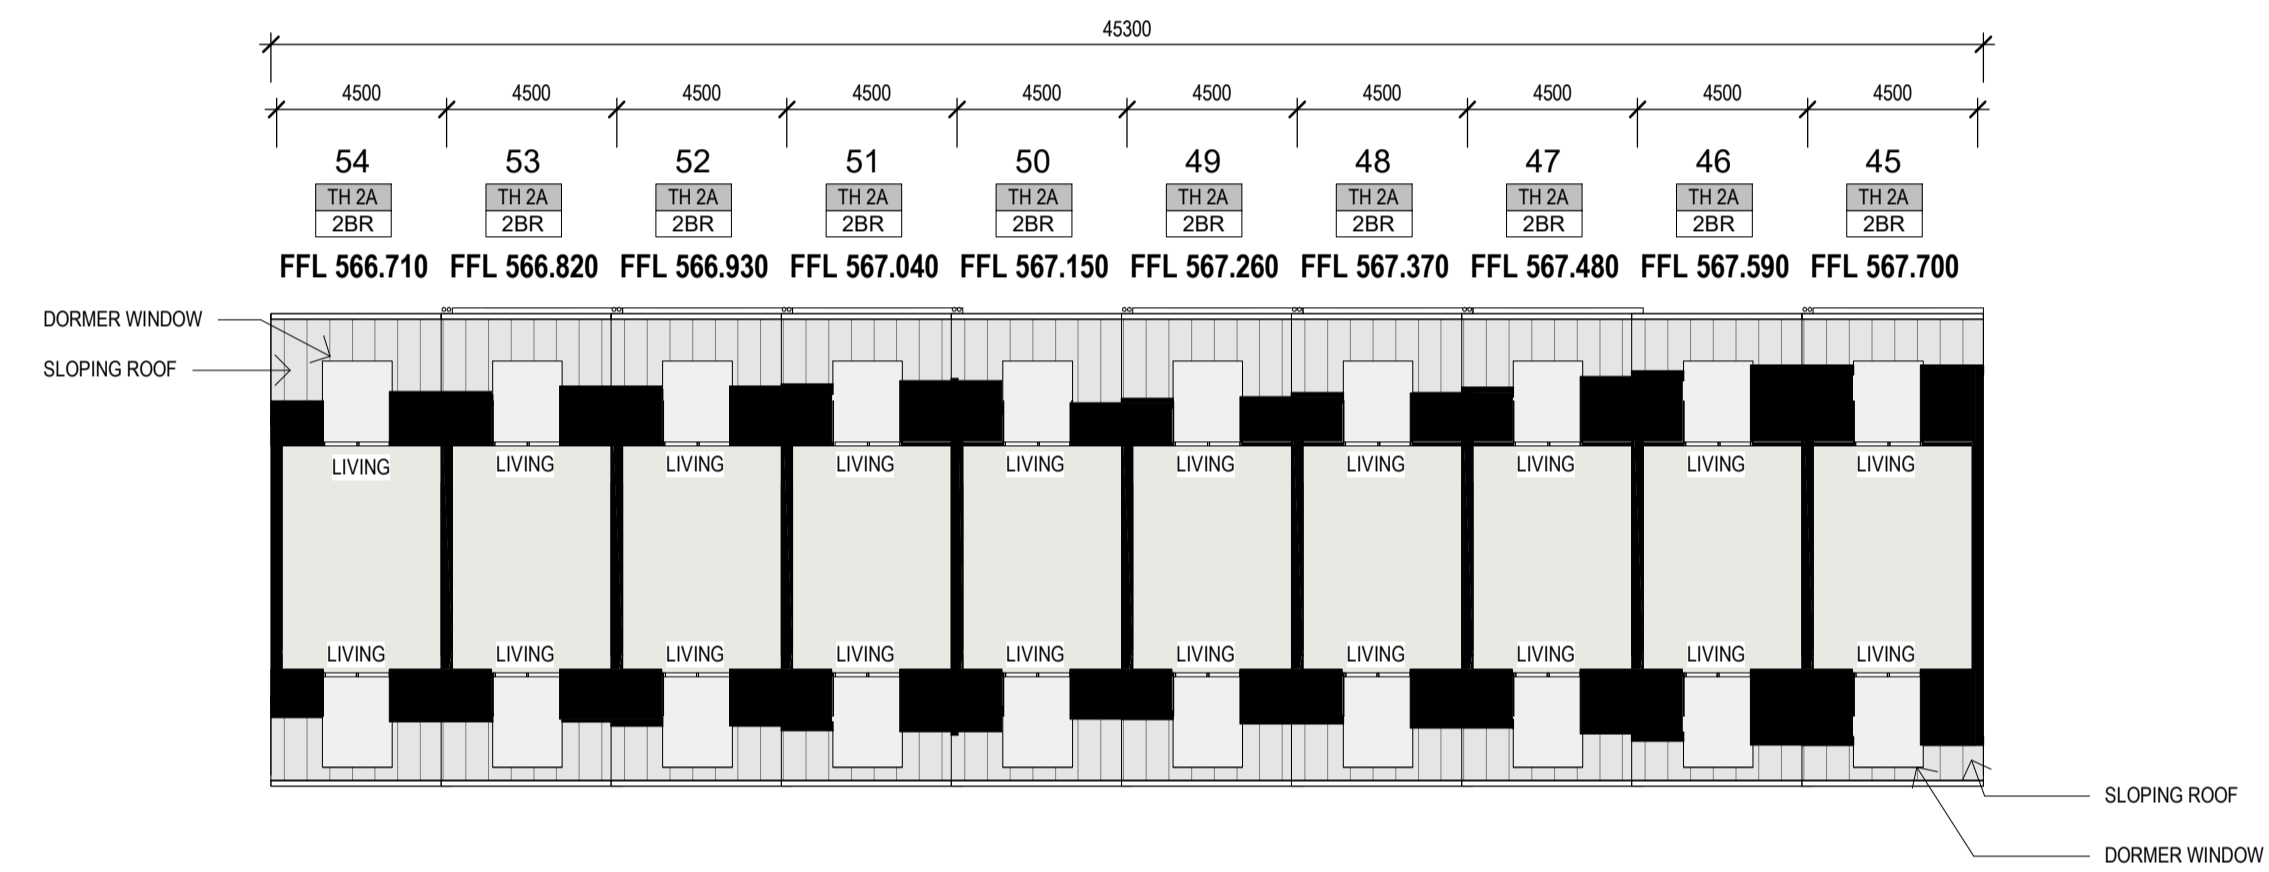 45300
4500 4500 4500 4500 4500 4500 4500 4500 4500 4500
54 53 52 51 50 49 48 47 46 45
TH 2A TH 2A TH 2A TH 2A TH 2A TH 2A TH 2A TH 2A TH 2A TH 2A
2BR 2BR 2BR 2BR 2BR 2BR 2BR 2BR 2BR 2BR
FFL 566.710 FFL 566.820 FFL 566.930 FFL 567.040 FFL 567.150 FFL 567.260 FFL 567.370 FFL 567.480 FFL 567.590 FFL 567.700
DORMER WINDOW
SLOPING ROOF
LIVING LIVING LIVING LIVING LIVING LIVING LIVING LIVING LIVING LIVING
LIVING LIVING LIVING LIVING LIVING LIVING LIVING LIVING LIVING LIVING
SLOPING ROOF
DORMER WINDOW